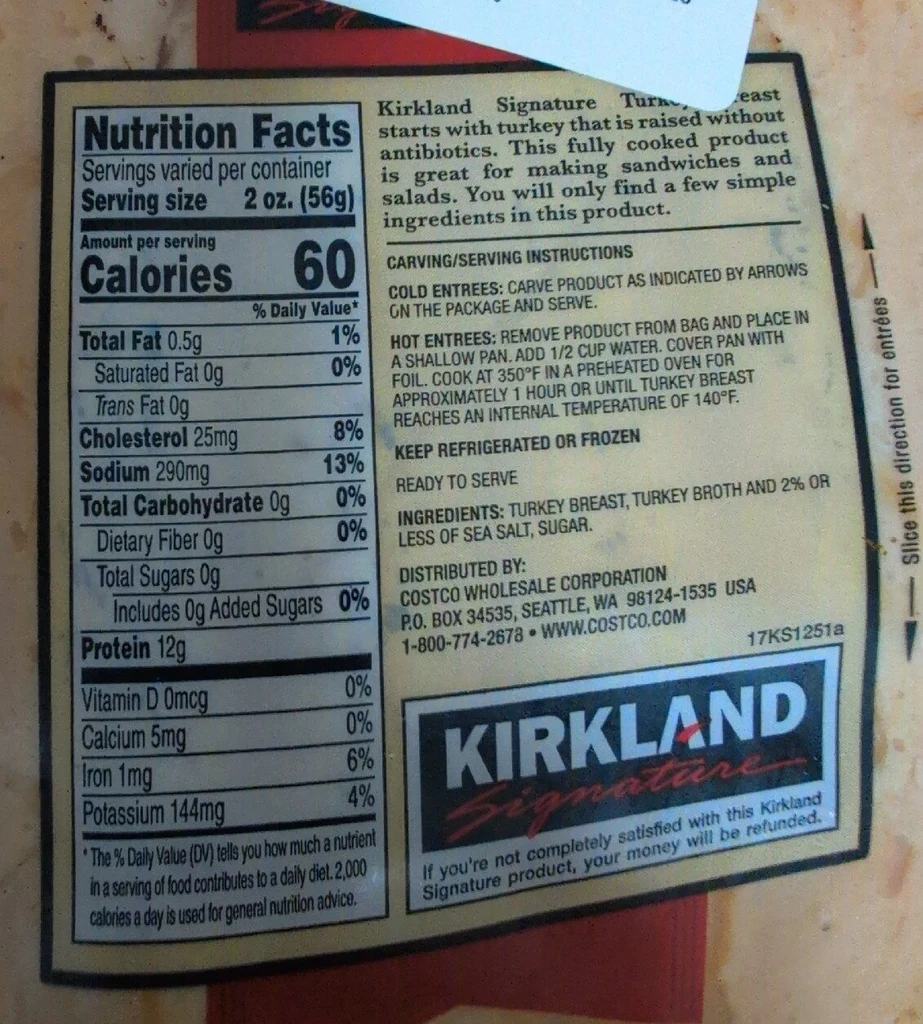 Nutrition Facts
Servings varied per container
Serving size 2 oz. (56g)
Amount per serving
Calories 60
% Daily Value*
Total Fat 0.5g 1%
Saturated Fat 0g 0%
Trans Fat 0g
Cholesterol 25mg 8%
Sodium 290mg 13%
Total Carbohydrate 0g 0%
Dietary Fiber 0g 0%
Total Sugars 0g
Includes 0g Added Sugars 0%
Protein 12g
Vitamin D 0mcg 0%
Calcium 5mg 0%
Iron 1mg 6%
Potassium 144mg 4%
* The % Daily Value (DV) tells you how much a nutrient
in a serving of food contributes to a daily diet. 2,000
calories a day is used for general nutrition advice.
Kirkland Signature
starts with turkey that is raised without
antibiotics. This fully cooked product
is great for making sandwiches and
salads. You will only find a few simple
ingredients in this product.
CARVING/SERVING INSTRUCTIONS
COLD ENTREES: CARVE PRODUCT AS INDICATED BY ARROWS
ON THE PACKAGE AND SERVE.
HOT ENTREES: REMOVE PRODUCT FROM BAG AND PLACE IN
A SHALLOW PAN. ADD 1/2 CUP WATER. COVER PAN WITH
FOIL. COOK AT 350°F IN A PREHEATED OVEN FOR
APPROXIMATELY 1 HOUR OR UNTIL TURKEY BREAST
REACHES AN INTERNAL TEMPERATURE OF 140°F.
KEEP REFRIGERATED OR FROZEN
READY TO SERVE
INGREDIENTS: TURKEY BREAST, TURKEY BROTH AND 2% OR
LESS OF SEA SALT, SUGAR.
DISTRIBUTED BY:
COSTCO WHOLESALE CORPORATION
P.O. BOX 34535, SEATTLE, WA 98124-1535 USA
1-800-774-2678 • WWW.COSTCO.COM
17KS1251a
KIRKLAND
Signature
If you're not completely satisfied with this Kirkland
Signature product, your money will be refunded.
Slice this direction for entrées